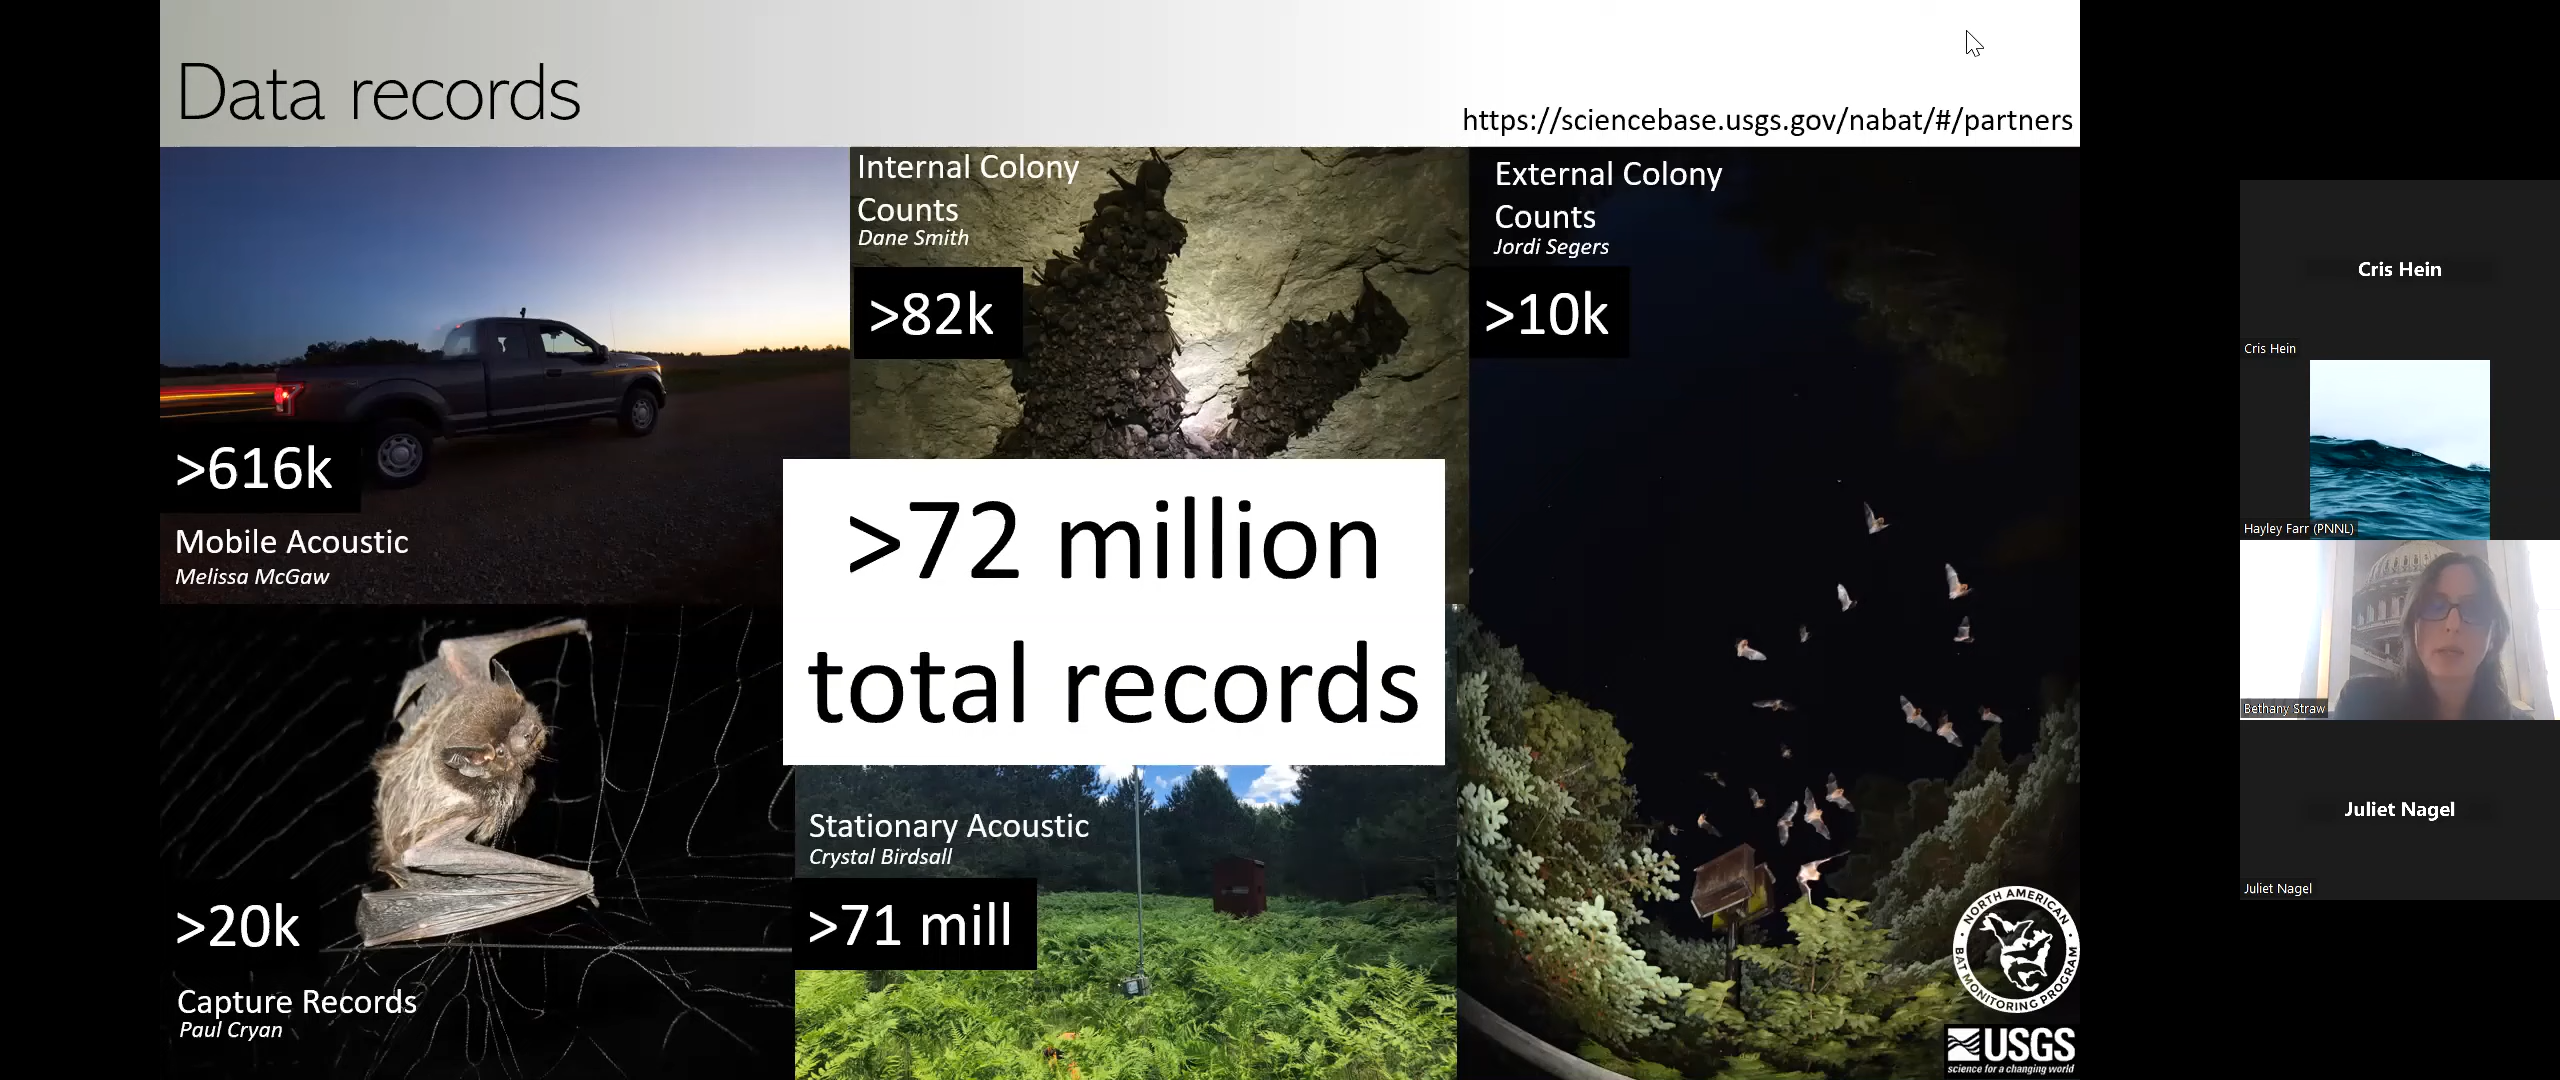 Data records
https://sciencebase.usgs.gov/nabat/#/partners
Internal Colony
Counts
Dane Smith
>82k
External Colony
Counts
Jordi Segers
>10k
>616k
Mobile Acoustic
Melissa McGaw
>72 million
total records
Stationary Acoustic
Crystal Birdsall
>71 mill
>20k
Capture Records
Paul Cryan
NORTH AMERICAN
BAT MONITORING PROGRAM
USGS
science for a changing world
Cris Hein
Cris Hein
Hayley Farr (PNNL)
Bethany Straw
Juliet Nagel
Juliet Nagel